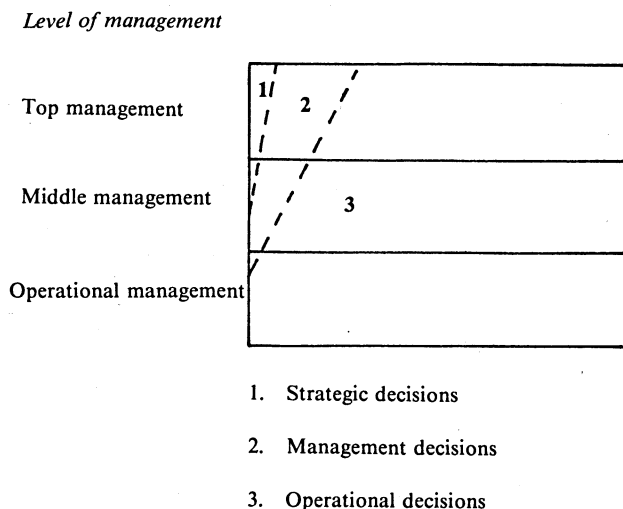 Level of management
Top management
1
2
Middle management
3
Operational management
1. Strategic decisions
2. Management decisions
3. Operational decisions